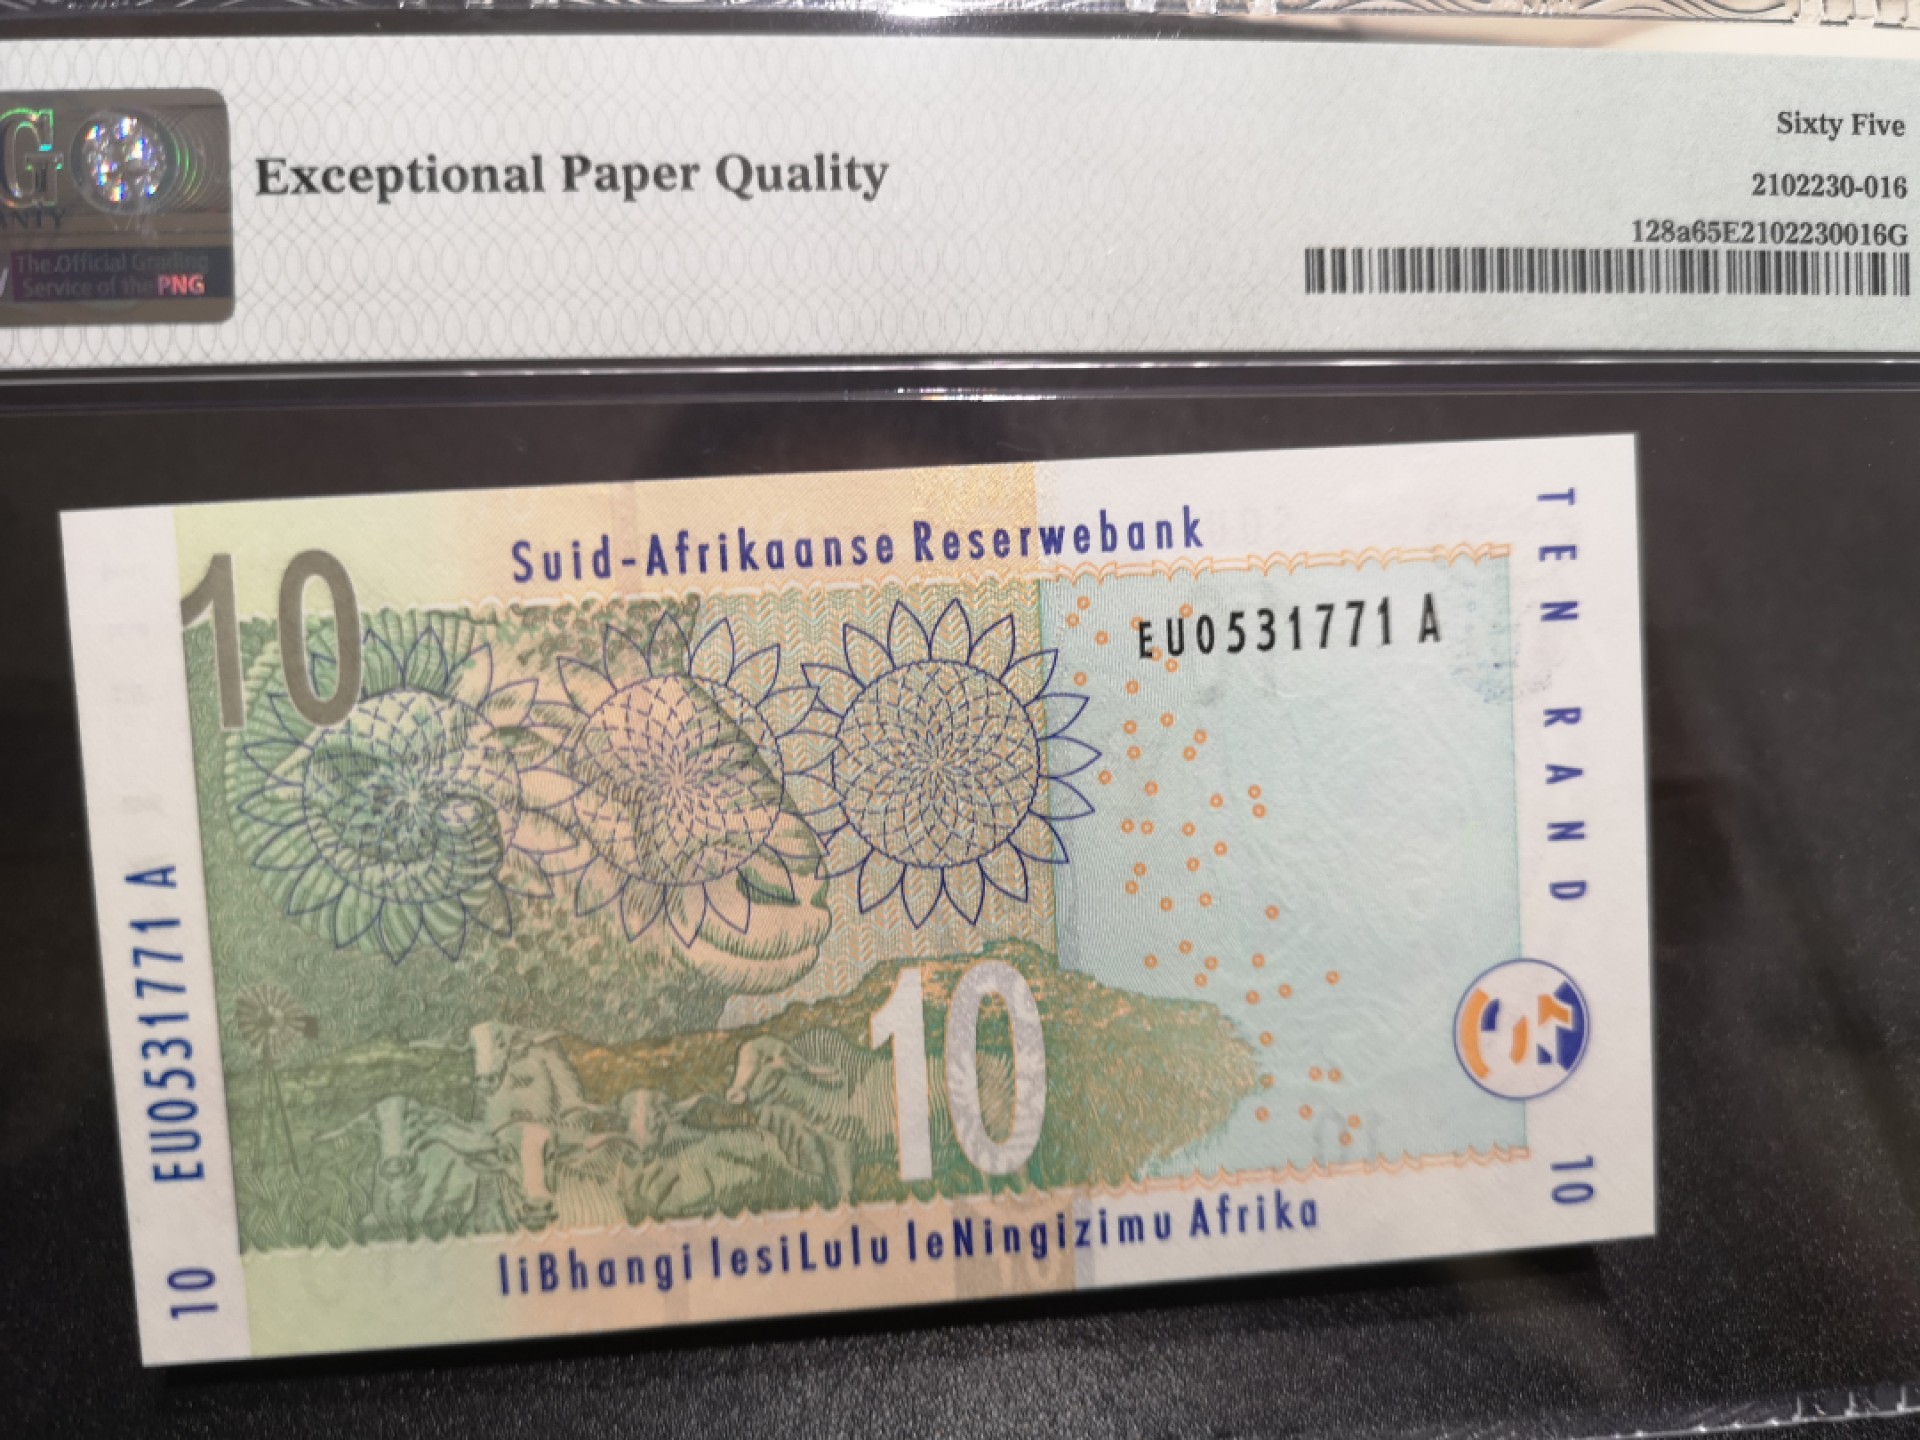 G
ANTY
The Official Grading
Service of the PNG
Exceptional Paper Quality
Sixty Five
2102230-016
128a65E2102230016G
Suid-Afrikaanse Reserwebank
10
EU0531771 A
TEN RAND
EU0531771 A
10
10
liBhangi lesiLulu leNingizimu Afrika
10